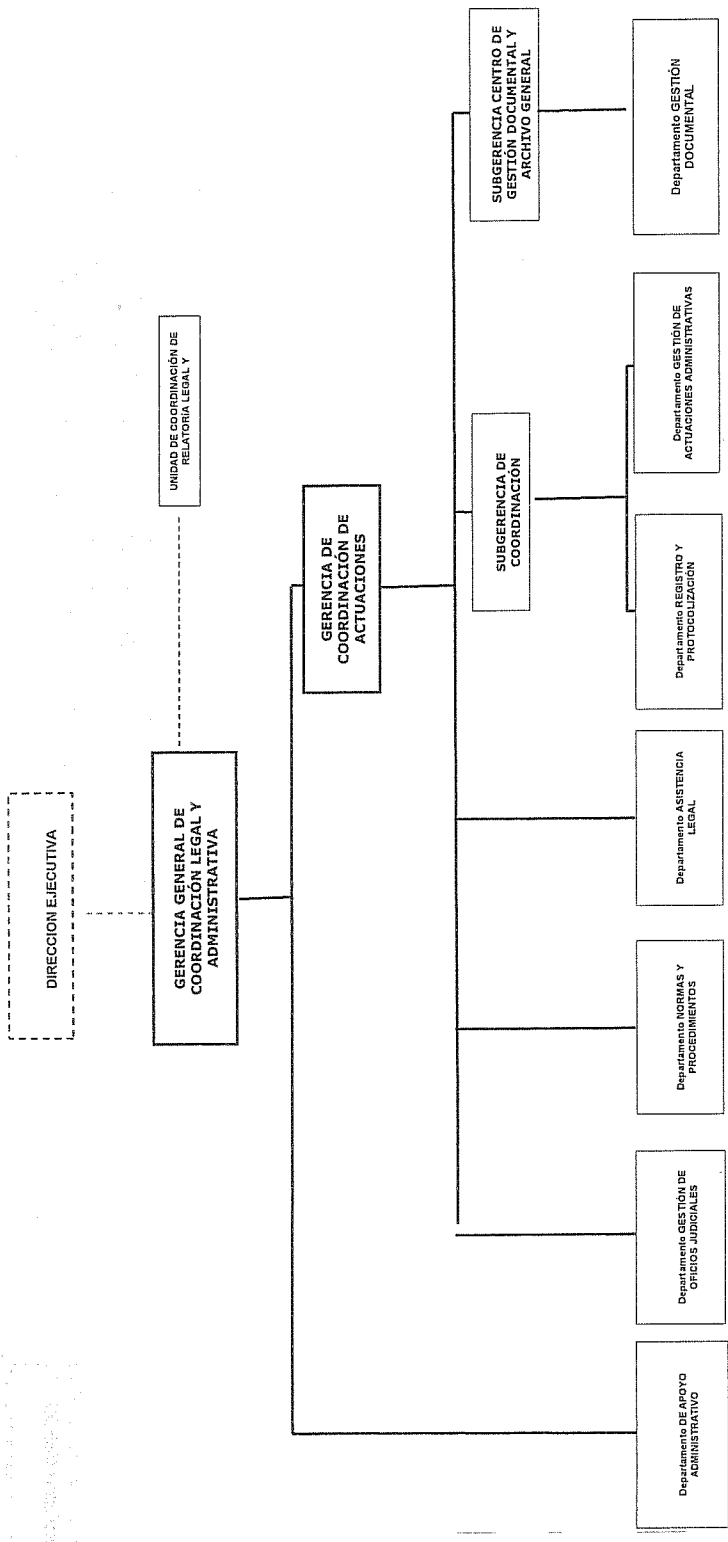 DIRECCION EJECUTIVA
GERENCIA GENERAL DE
COORDINACIÓN LEGAL Y
ADMINISTRATIVA
UNIDAD DE COORDINACIÓN DE
RELATORÍA LEGAL Y
GERENCIA DE
COORDINACIÓN DE
ACTUACIONES
SUBGERENCIA DE
COORDINACIÓN
SUBGERENCIA CENTRO DE
GESTIÓN DOCUMENTAL Y
ARCHIVO GENERAL
Departamento DE APOYO
ADMINISTRATIVO
Departamento GESTIÓN DE
OFICIOS JUDICIALES
Departamento NORMAS Y
PROCEDIMIENTOS
Departamento ASISTENCIA
LEGAL
Departamento REGISTRO Y
PROTOCOLIZACIÓN
Departamento GESTIÓN DE
ACTUACIONES ADMINISTRATIVAS
Departamento GESTIÓN
DOCUMENTAL